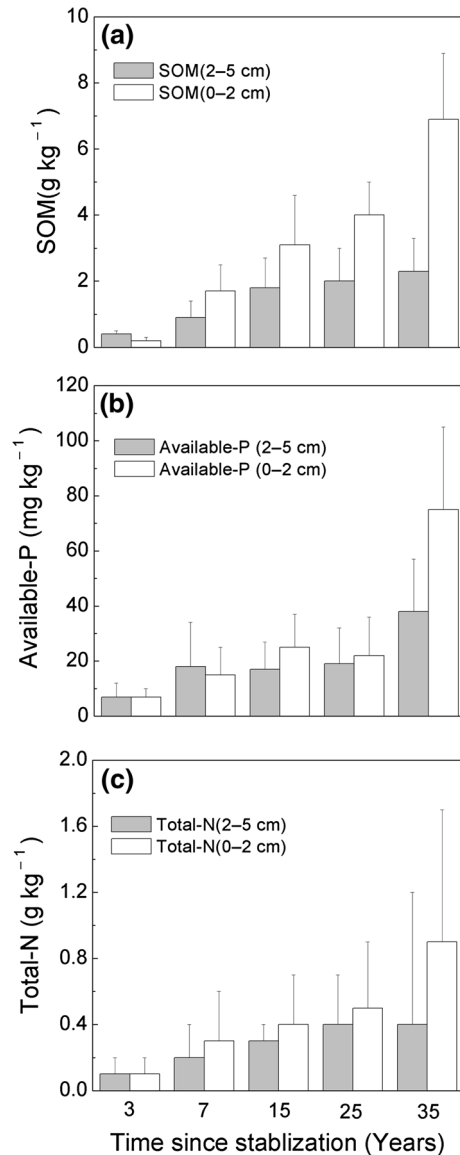 (a)
SOM(2–5 cm)
SOM(0–2 cm)
SOM(g kg⁻¹)
10
8
6
4
2
0
(b)
Available-P (2–5 cm)
Available-P (0–2 cm)
Available-P (mg kg⁻¹)
120
100
80
60
40
20
0
(c)
Total-N(2–5 cm)
Total-N(0–2 cm)
Total-N (g kg⁻¹)
2.0
1.6
1.2
0.8
0.4
0.0
3 7 15 25 35
Time since stablization (Years)